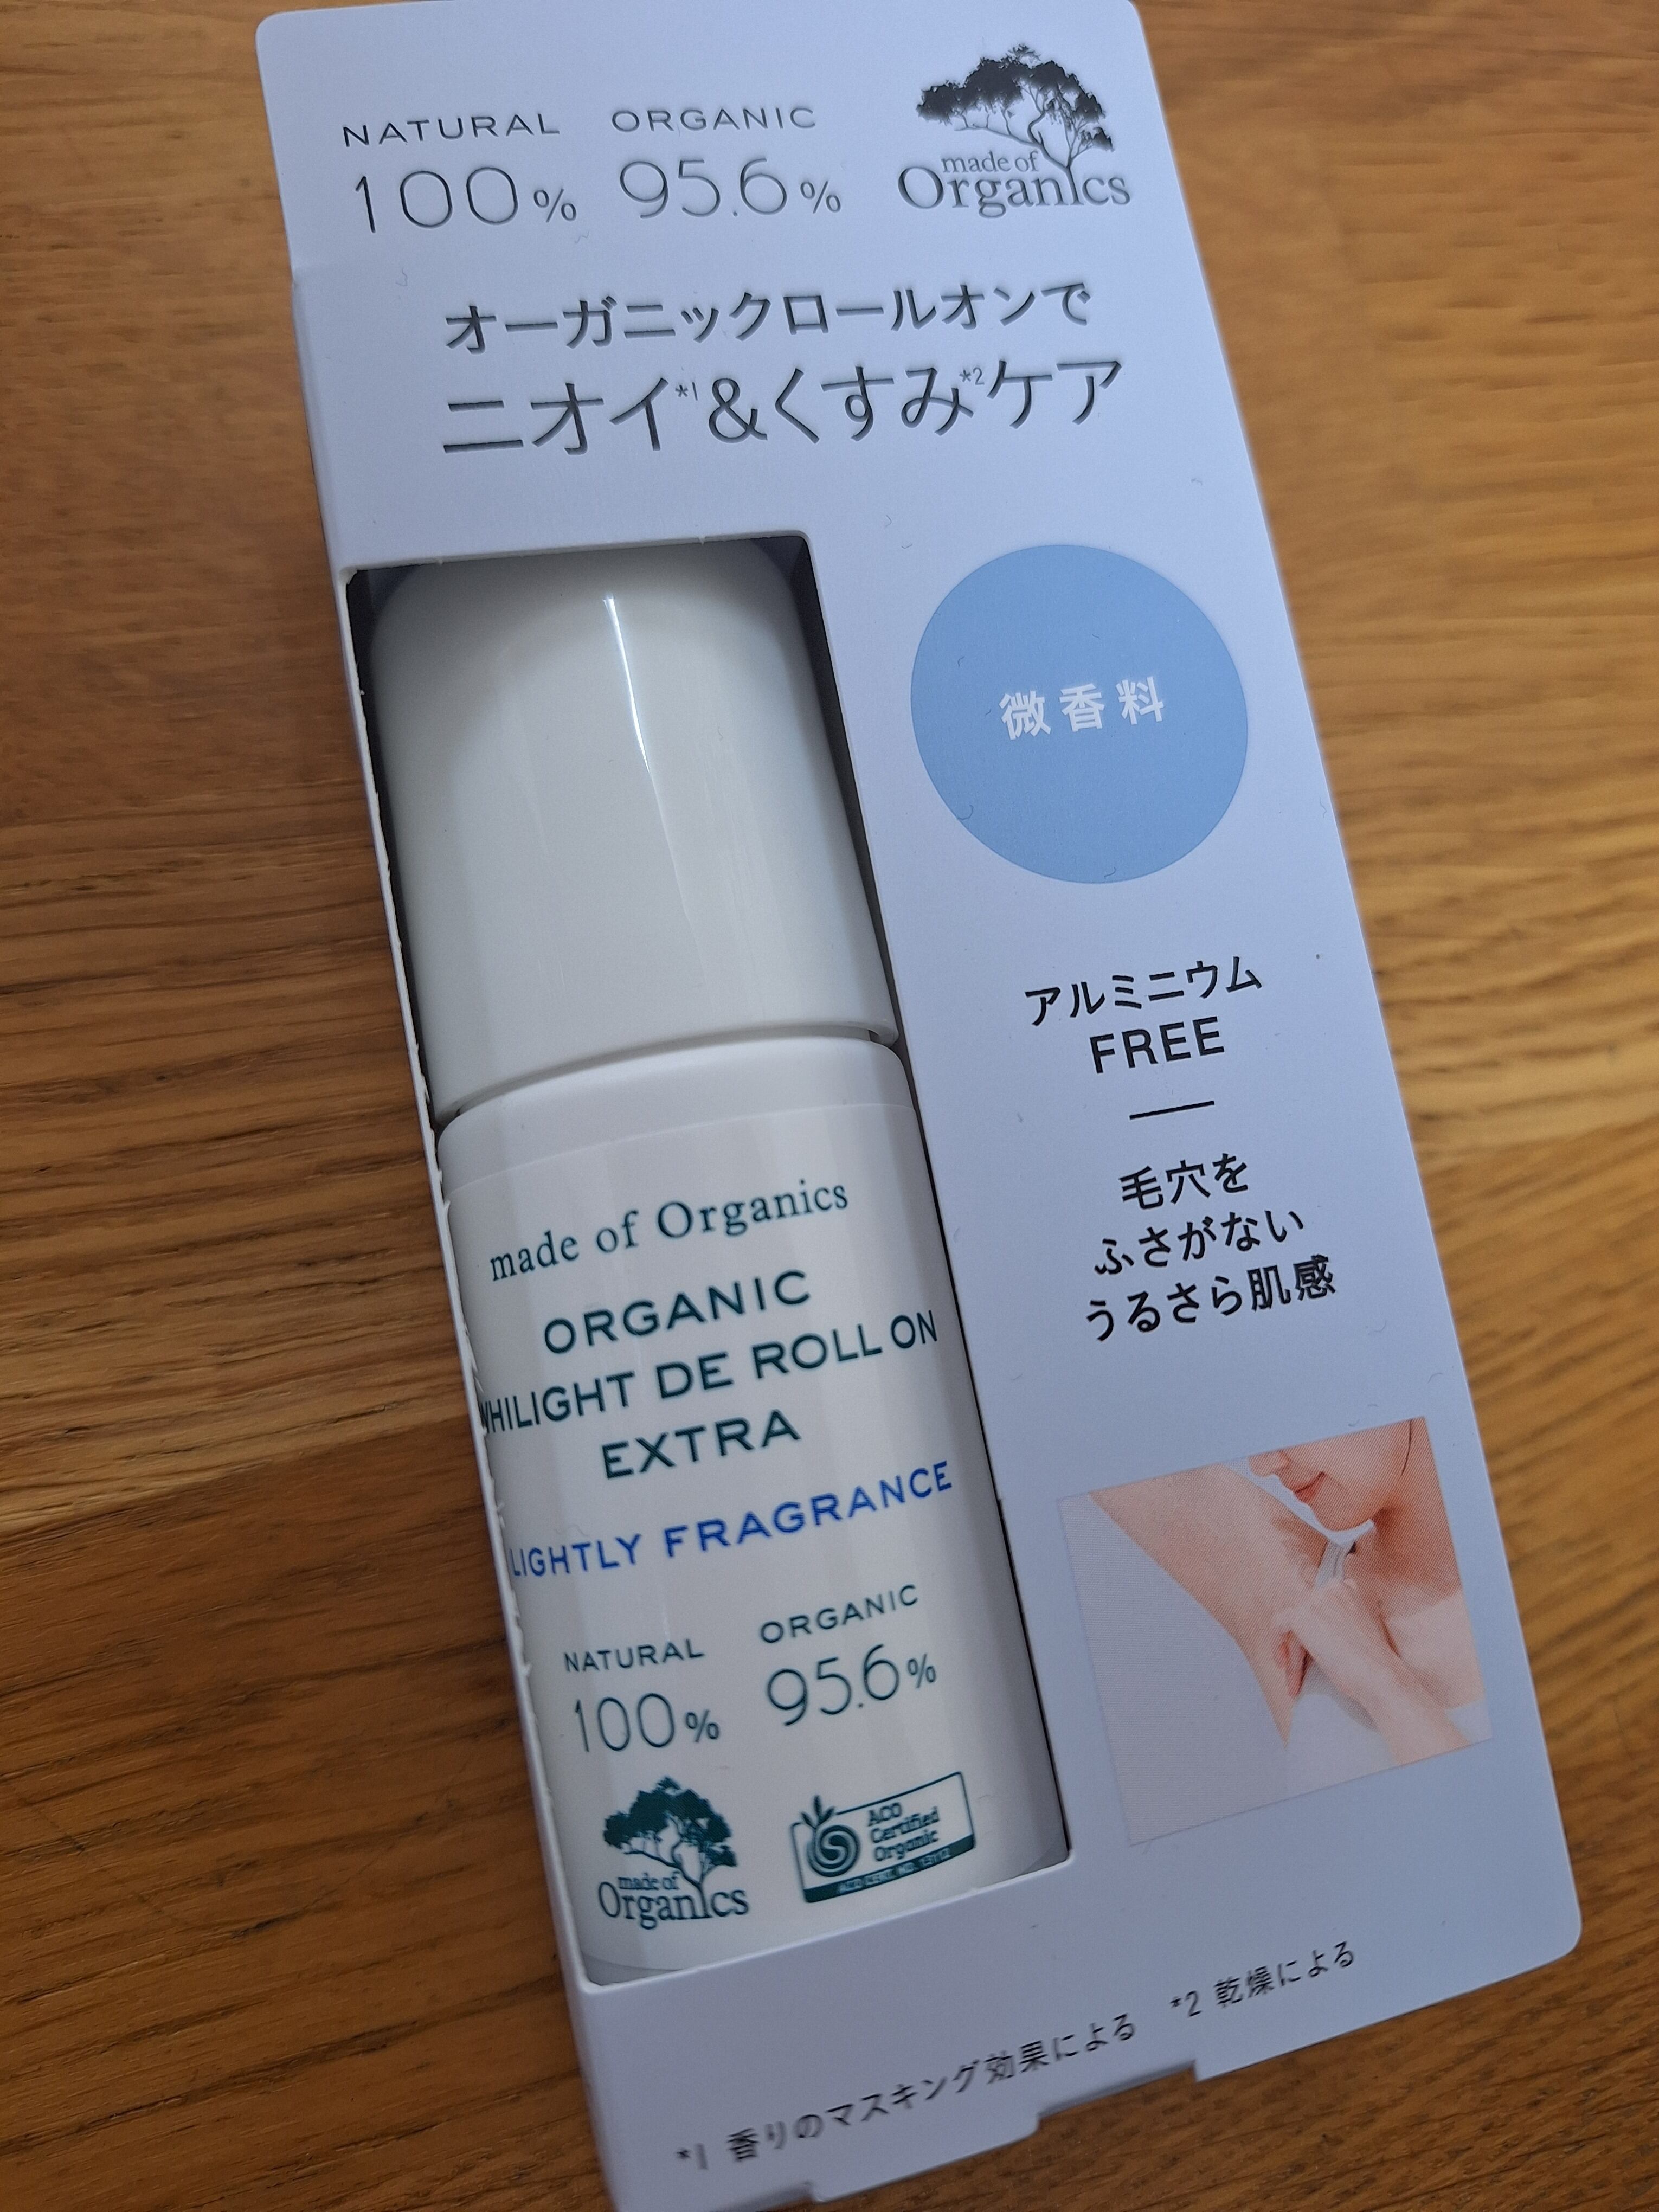 NATURAL ORGANIC
100% 95.6%
made of
Organics
オーガニックロールオンで
ニオイ*1&くすみ*2ケア
微香料
アルミニウム
FREE
毛穴を
ふさがない
うるさら肌感
made of Organics
ORGANIC
WHILIGHT DE ROLL ON
EXTRA
LIGHTLY FRAGRANCE
NATURAL ORGANIC
100% 95.6%
made of
Organics
ACO
Certified
Organic
ACO CERT. NO.
*1 香りのマスキング効果による *2 乾燥による